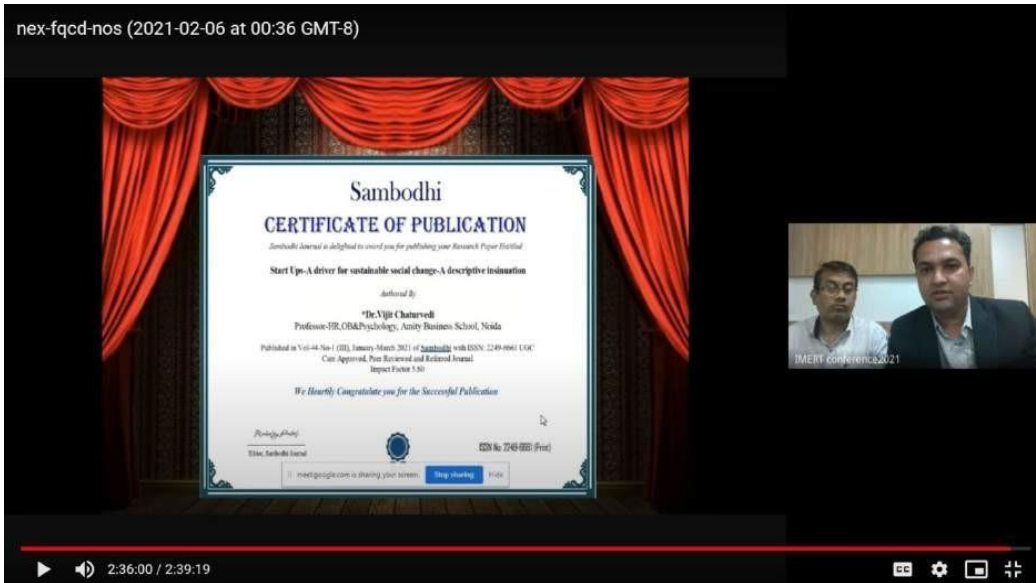 nex-fqcd-nos (2021-02-06 at 00:36 GMT-8)
Sambodhi
CERTIFICATE OF PUBLICATION
Sambodhi Journal is delighted to award you for publishing your Research Paper Entitled
Start Ups-A driver for sustainable social change-A descriptive insinuation
Authored By
*Dr.Vijit Chaturvedi
Professor-HR,OB&Psychology, Amity Business School, Noida
Published in Vol-44-No-1 (III), January-March 2021 of Sambodhi with ISSN: 2249-6661 UGC
Care Approved, Peer Reviewed and Refereed Journal
Impact Factor 5.80
We Heartily Congratulate you for the Successful Publication
Editor, Sambodhi Journal
ISSN No: 2249-6661 (Print)
meet.google.com is sharing your screen.
Stop sharing
Hide
IMERT conference2021
2:36:00 / 2:39:19
CC